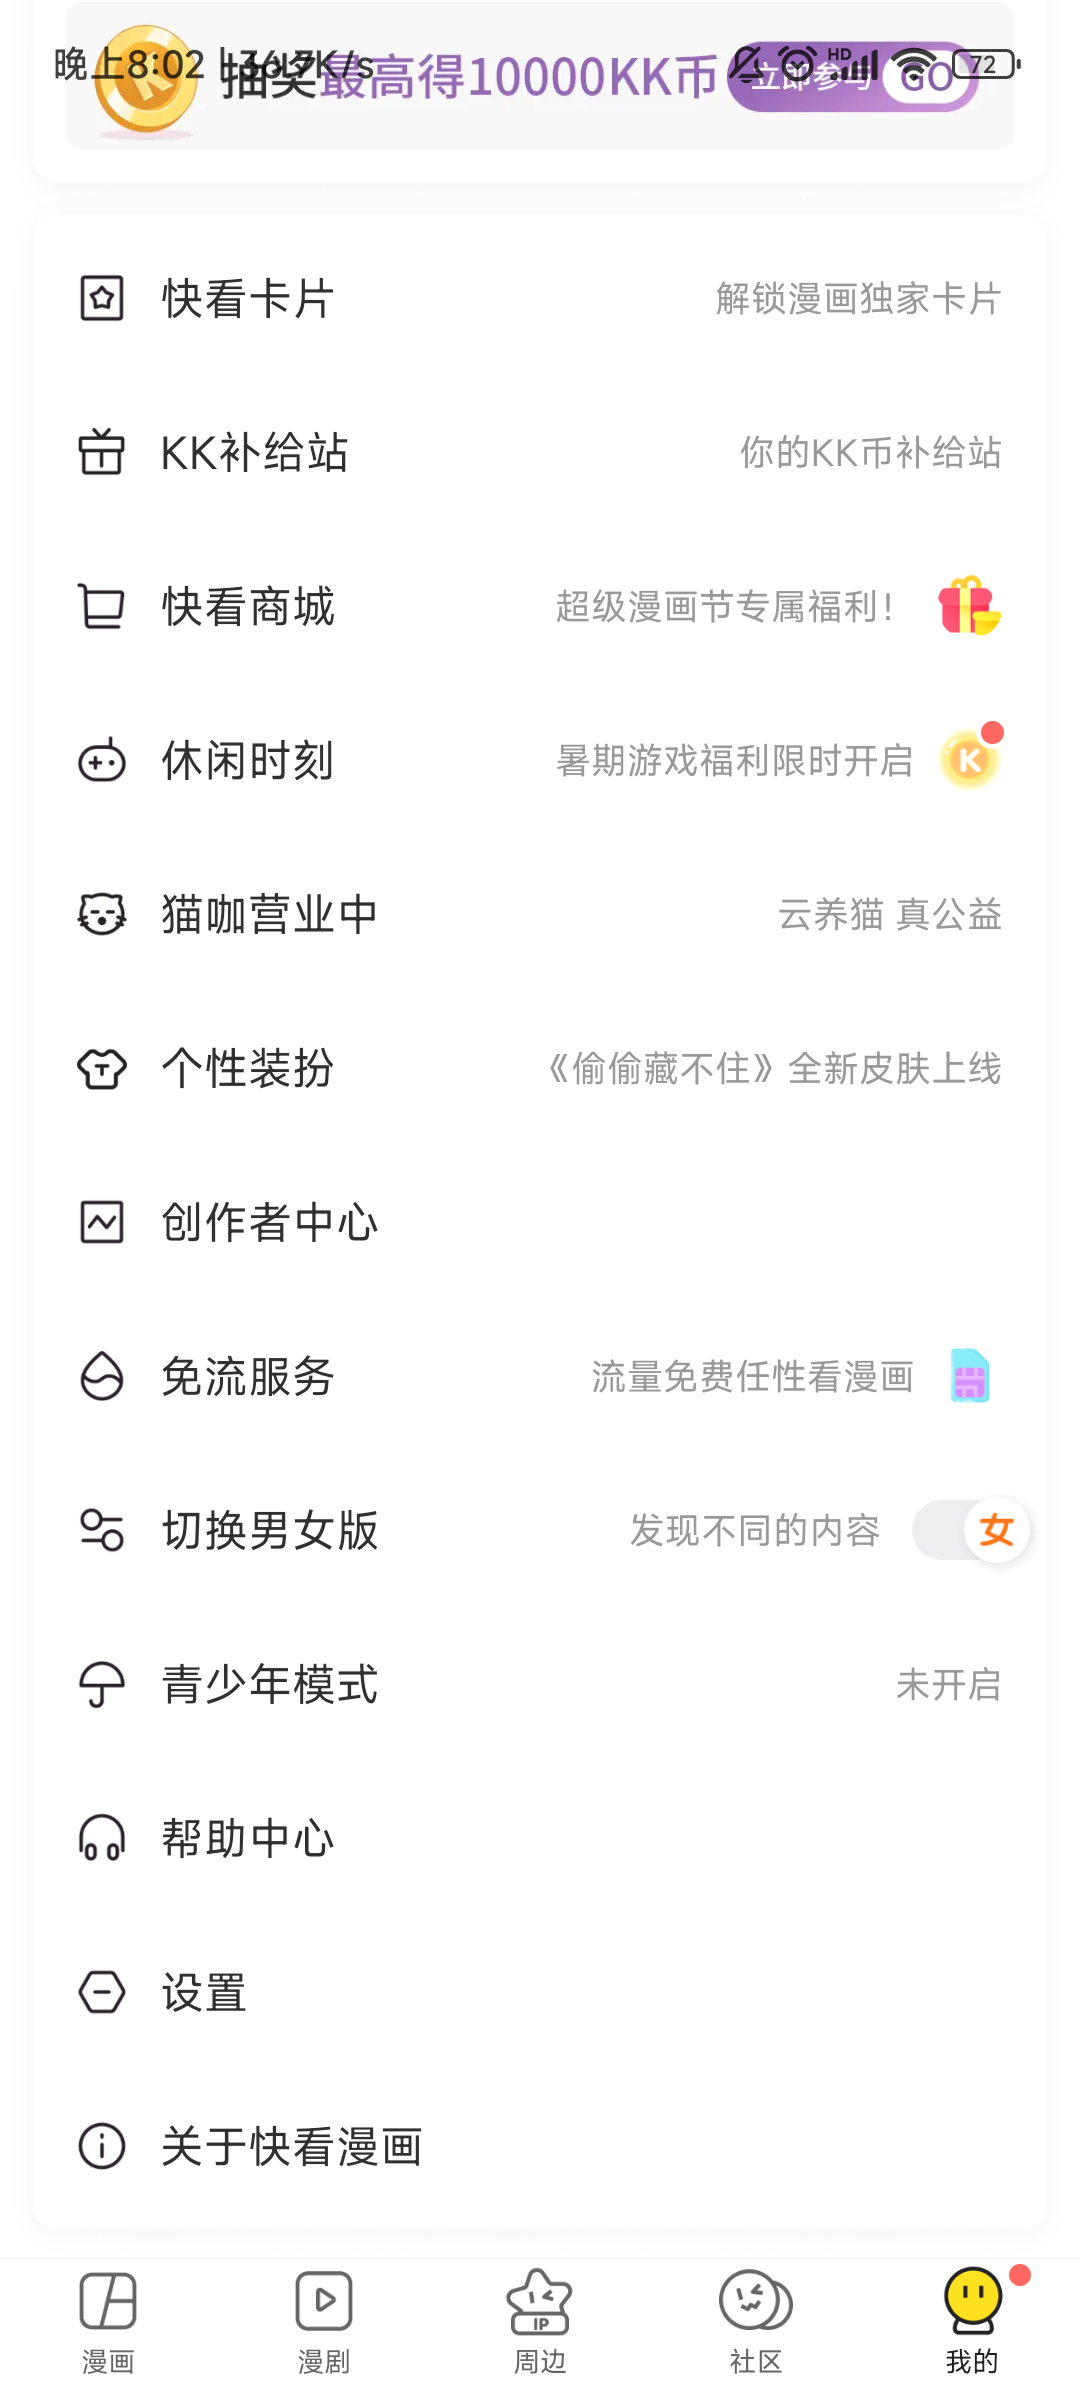 晚上8:02
HD
72
抽奖最高得10000KK币
立即参与 GO
快看卡片 解锁漫画独家卡片
KK补给站 你的KK币补给站
快看商城 超级漫画节专属福利！
休闲时刻 暑期游戏福利限时开启 K
猫咖营业中 云养猫 真公益
个性装扮 《偷偷藏不住》全新皮肤上线
创作者中心
免流服务 流量免费任性看漫画
切换男女版 发现不同的内容 女
青少年模式 未开启
帮助中心
设置
关于快看漫画
IP
漫画 漫剧 周边 社区 我的